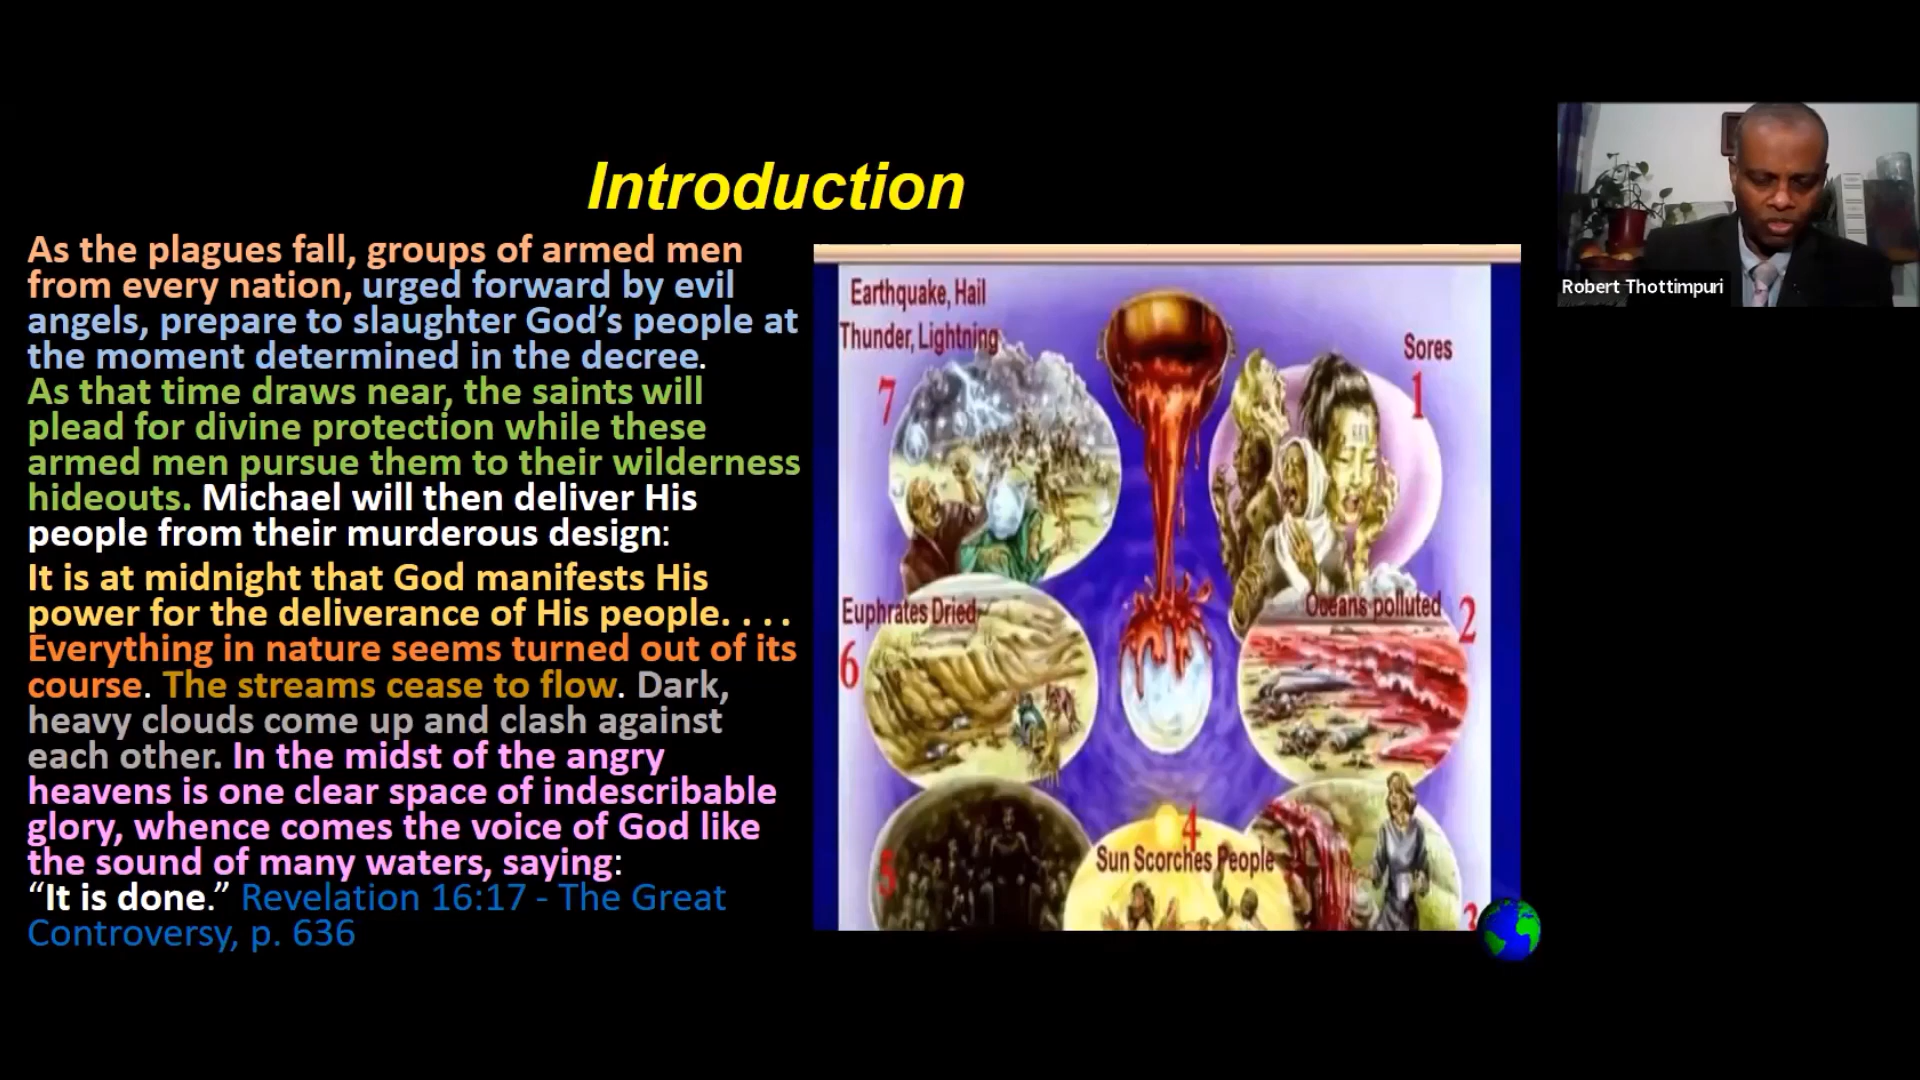 Introduction
As the plagues fall, groups of armed men
from every nation, urged forward by evil
angels, prepare to slaughter God’s people at
the moment determined in the decree.
As that time draws near, the saints will
plead for divine protection while these
armed men pursue them to their wilderness
hideouts. Michael will then deliver His
people from their murderous design:
It is at midnight that God manifests His
power for the deliverance of His people. . . .
Everything in nature seems turned out of its
course. The streams cease to flow. Dark,
heavy clouds come up and clash against
each other. In the midst of the angry
heavens is one clear space of indescribable
glory, whence comes the voice of God like
the sound of many waters, saying:
“It is done.” Revelation 16:17 - The Great
Controversy, p. 636
Earthquake, Hail
Thunder, Lightning
7
Sores
1
Euphrates Dried
6
Oceans polluted
2
5
4
Sun Scorches People
3
Robert Thottimpuri